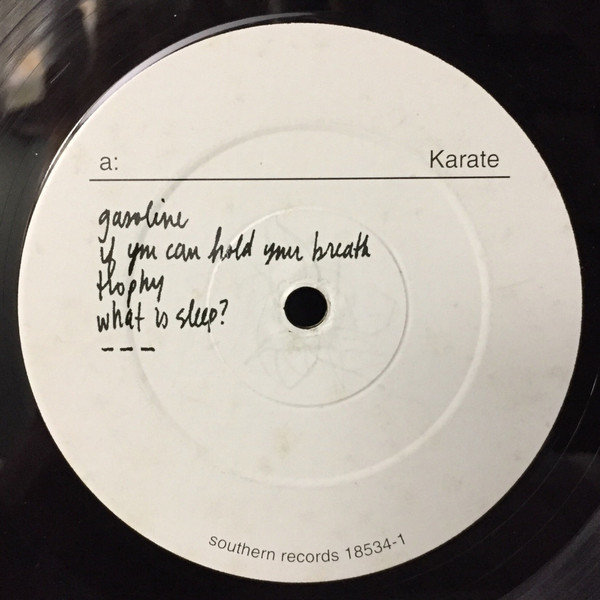 a: Karate
gasoline
if you can hold your breath
trophy
what is sleep?
---
southern records 18534-1